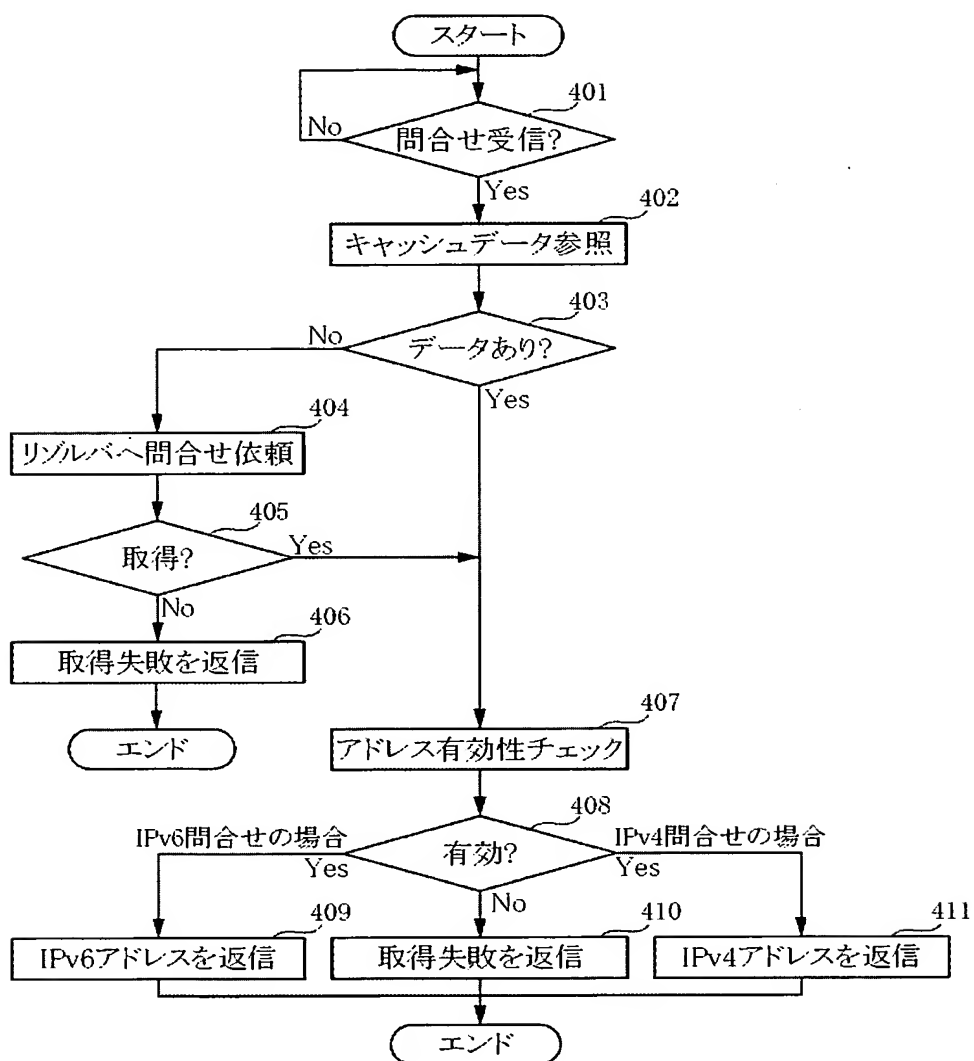 スタート
401
問合せ受信?
No
Yes
402
キャッシュデータ参照
403
データあり?
No
Yes
404
リゾルバへ問合せ依頼
405
取得?
Yes
No
406
取得失敗を返信
エンド
407
アドレス有効性チェック
408
有効?
IPv6問合せの場合
Yes
IPv4問合せの場合
Yes
No
409
IPv6アドレスを返信
410
取得失敗を返信
411
IPv4アドレスを返信
エンド